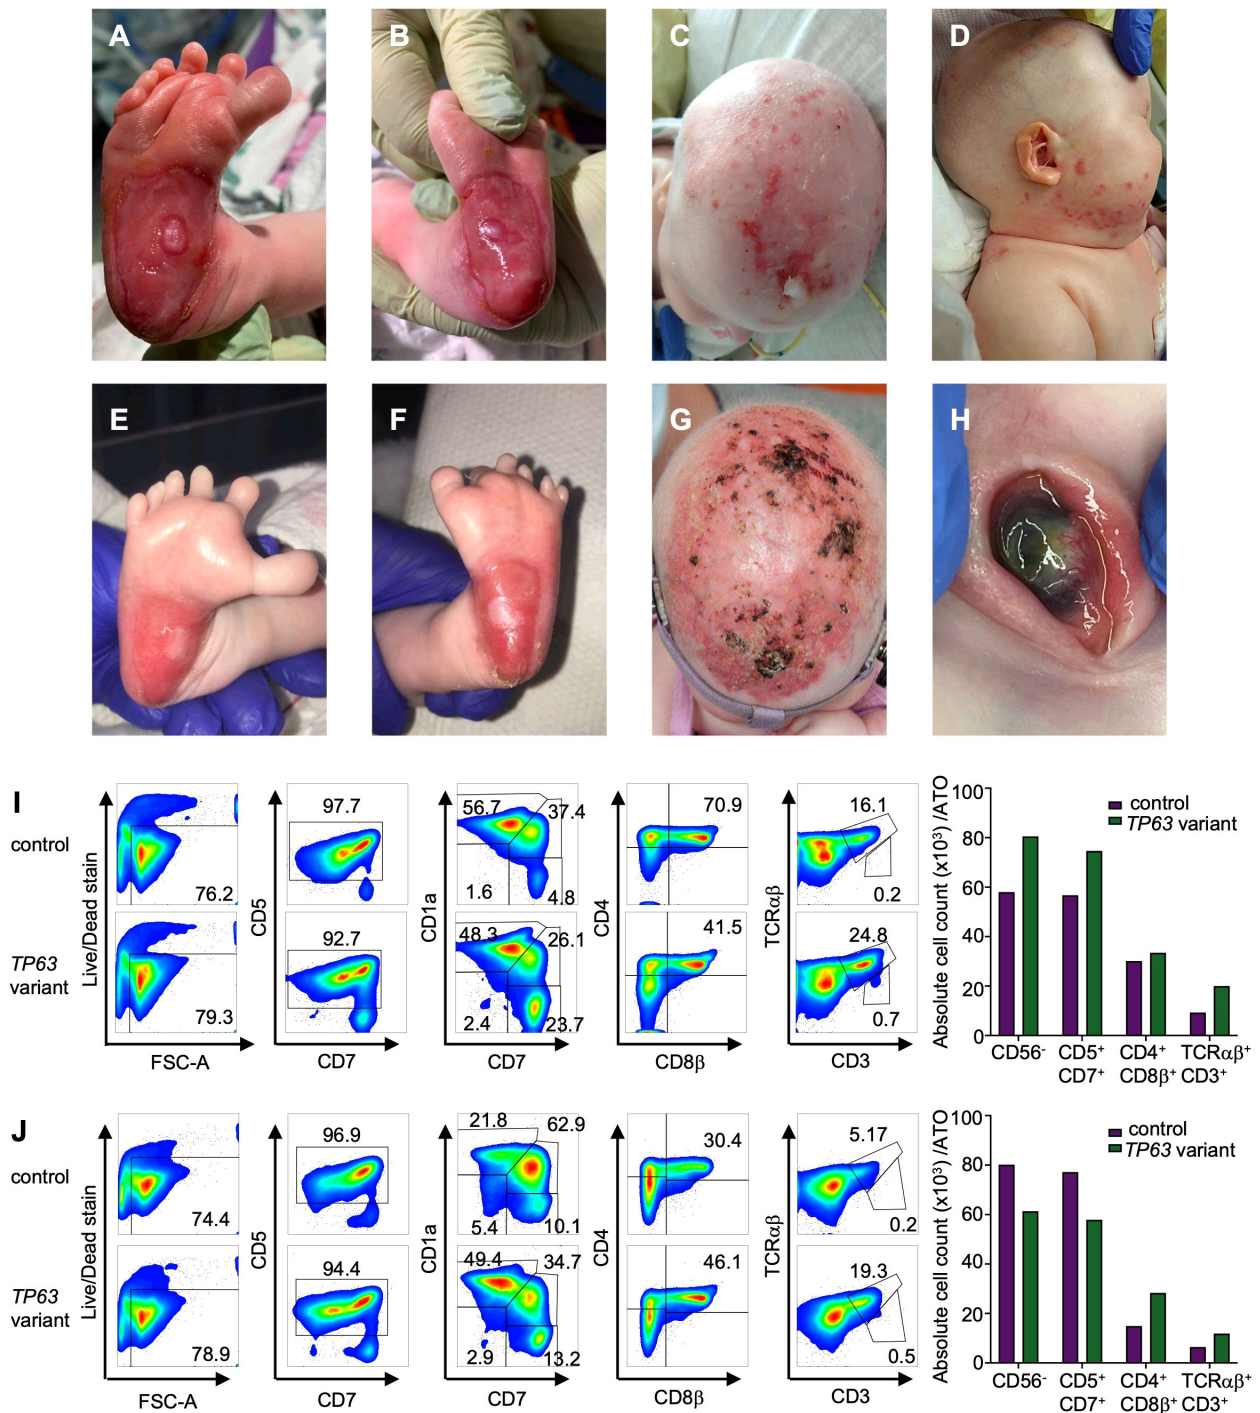 A
B
C
D
E
F
G
H
I
control
TP63
variant
Live/Dead stain
FSC-A
76.2
79.3
CD5
CD7
97.7
92.7
CD1a
CD7
56.7
37.4
1.6
4.8
48.3
26.1
2.4
23.7
CD4
CD8β
70.9
41.5
TCRαβ
CD3
16.1
0.2
24.8
0.7
Absolute cell count (x10³) /ATO
100
80
60
40
20
0
control
TP63 variant
CD56⁻
CD5⁺
CD7⁺
CD4⁺
CD8β⁺
TCRαβ⁺
CD3⁺
J
control
TP63
variant
Live/Dead stain
FSC-A
74.4
78.9
CD5
CD7
96.9
94.4
CD1a
CD7
21.8
62.9
5.4
10.1
49.4
34.7
2.9
13.2
CD4
CD8β
30.4
46.1
TCRαβ
CD3
5.17
0.2
19.3
0.5
Absolute cell count (x10³) /ATO
100
80
60
40
20
0
control
TP63 variant
CD56⁻
CD5⁺
CD7⁺
CD4⁺
CD8β⁺
TCRαβ⁺
CD3⁺